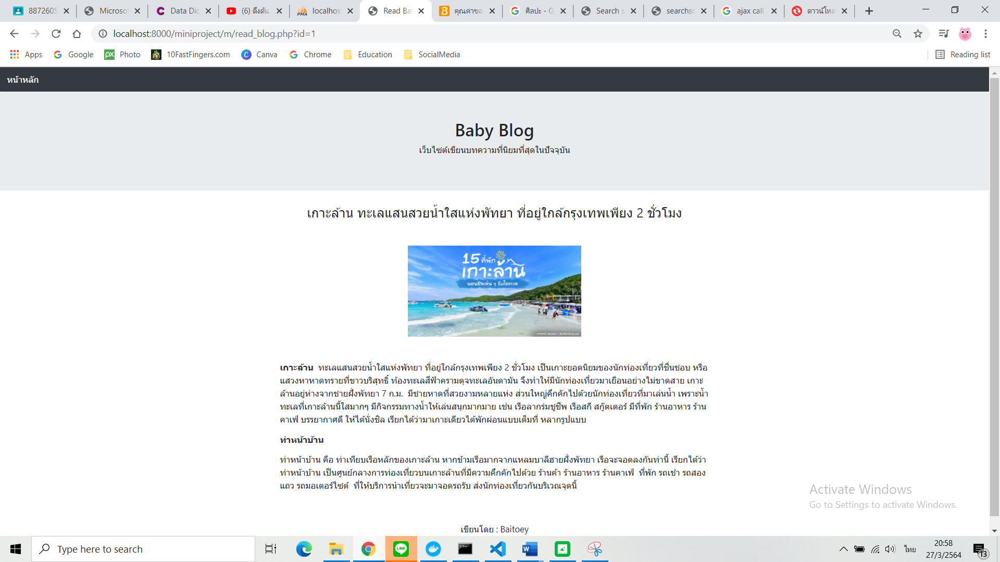 8872605
Microsof
Data Dic
(6) ดึงดัน
localhos
Read Bal
คุณค่าขอ
ศิลปะ - G
Search s
searchsc
ajax call
ดาวน์โหล
localhost:8000/miniproject/m/read_blog.php?id=1
Apps
Google
Photo
10FastFingers.com
Canva
Chrome
Education
SocialMedia
Reading list
หน้าหลัก
Baby Blog
เว็บไซต์เขียนบทความที่นิยมที่สุดในปัจจุบัน
เกาะล้าน ทะเลแสนสวยน้ำใสแห่งพัทยา ที่อยู่ใกล้กรุงเทพเพียง 2 ชั่วโมง
15 ที่พัก
เกาะล้าน
นอนชิลเล่น ๆ รับไอทะเล
เกาะล้าน ทะเลแสนสวยน้ำใสแห่งพัทยา ที่อยู่ใกล้กรุงเทพเพียง 2 ชั่วโมง เป็นเกาะยอดนิยมของนักท่องเที่ยวที่ชื่นชอบ หรือ
แสวงหาหาดทรายที่ขาวบริสุทธิ์ ท้องทะเลสีฟ้าครามดุจทะเลอันดามัน จึงทำให้มีนักท่องเที่ยวมาเยือนอย่างไม่ขาดสาย เกาะ
ล้านอยู่ห่างจากชายฝั่งพัทยา 7 ก.ม. มีชายหาดที่สวยงามหลายแห่ง ส่วนใหญ่คึกคักไปด้วยนักท่องเที่ยวที่มาเล่นน้ำ เพราะน้ำ
ทะเลที่เกาะล้านนี้ใสมากๆ มีกิจกรรมทางน้ำให้เล่นสนุกมากมาย เช่น เรือลากร่มชูชีพ เรือสกี สกู๊ตเตอร์ มีที่พัก ร้านอาหาร ร้าน
คาเฟ่ บรรยากาศดี ให้ได้นั่งชิล เรียกได้ว่ามาเกาะเดียวได้พักผ่อนแบบเต็มที่ หลากรูปแบบ
ท่าหน้าบ้าน
ท่าหน้าบ้าน คือ ท่าเทียบเรือหลักของเกาะล้าน หากข้ามเรือมากจากแหลมบาลีฮายฝั่งพัทยา เรือจะจอดลงกันท่านี้ เรียกได้ว่า
ท่าหน้าบ้าน เป็นศูนย์กลางการท่องเที่ยวบนเกาะล้านที่มีความคึกคักไปด้วย ร้านค้า ร้านอาหาร ร้านคาเฟ่ ที่พัก รถเช่า รถสอง
แถว รถมอเตอร์ไซต์ ที่ให้บริการนำเที่ยวจะมาจอดรถรับ ส่งนักท่องเที่ยวกันบริเวณจุดนี้
เขียนโดย : Baitoey
Activate Windows
Go to Settings to activate Windows.
Type here to search
ไทย
20:58
27/3/2564
13